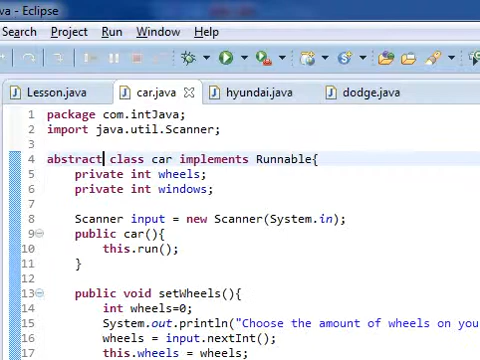 va - Eclipse
Search Project Run Window Help
Lesson.java car.java hyundai.java dodge.java
1 package com.intJava;
2 import java.util.Scanner;
3
4 abstract class car implements Runnable{
5 private int wheels;
6 private int windows;
7
8 Scanner input = new Scanner(System.in);
9 public car(){
10 this.run();
11 }
12
13 public void setWheels(){
14 int wheels=0;
15 System.out.println("Choose the amount of wheels on you
16 wheels = input.nextInt();
17 this.wheels = wheels;